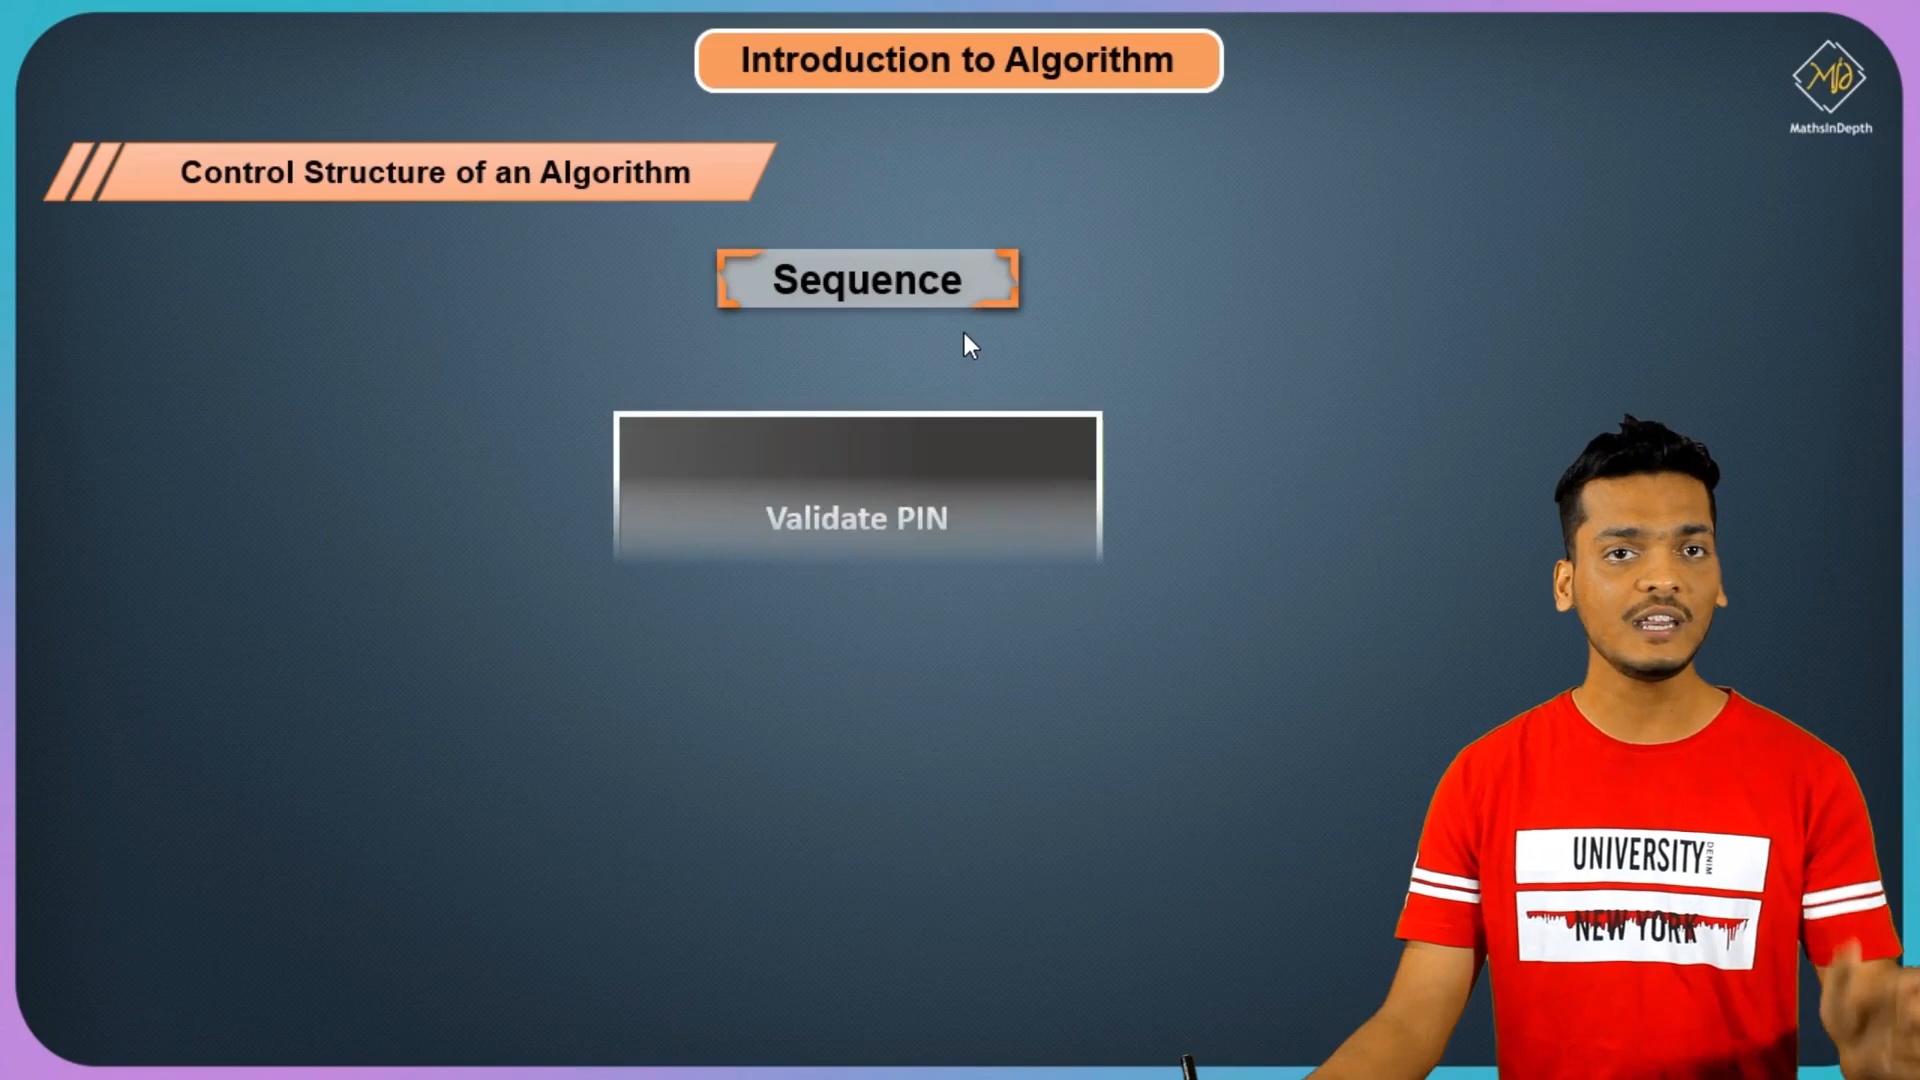 Introduction to Algorithm
MathsInDepth
Control Structure of an Algorithm
Sequence
Validate PIN
UNIVERSITY
DENIM
NEW YORK